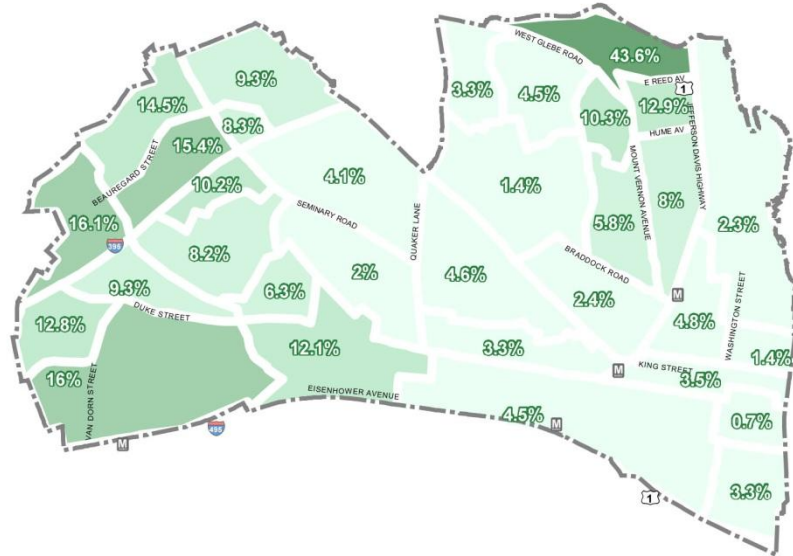 WEST GLEBE ROAD
43.6%
E REED AV
1
9.3%
14.5%
3.3%
4.5%
10.3%
12.9%
8.3%
15.4%
HUME AV
BEAUREGARD STREET
JEFFERSON DAVIS HIGHWAY
MOUNT VERNON AVENUE
4.1%
10.2%
1.4%
SEMINARY ROAD
QUAKER LANE
5.8%
8%
2.3%
16.1%
395
8.2%
BRADDOCK ROAD
2%
4.6%
9.3%
6.3%
2.4%
M
DUKE STREET
12.8%
4.8%
WASHINGTON STREET
12.1%
3.3%
1.4%
16%
VAN DORN STREET
M
KING STREET
3.5%
EISENHOWER AVENUE
4.5%
M
0.7%
495
M
3.3%
1